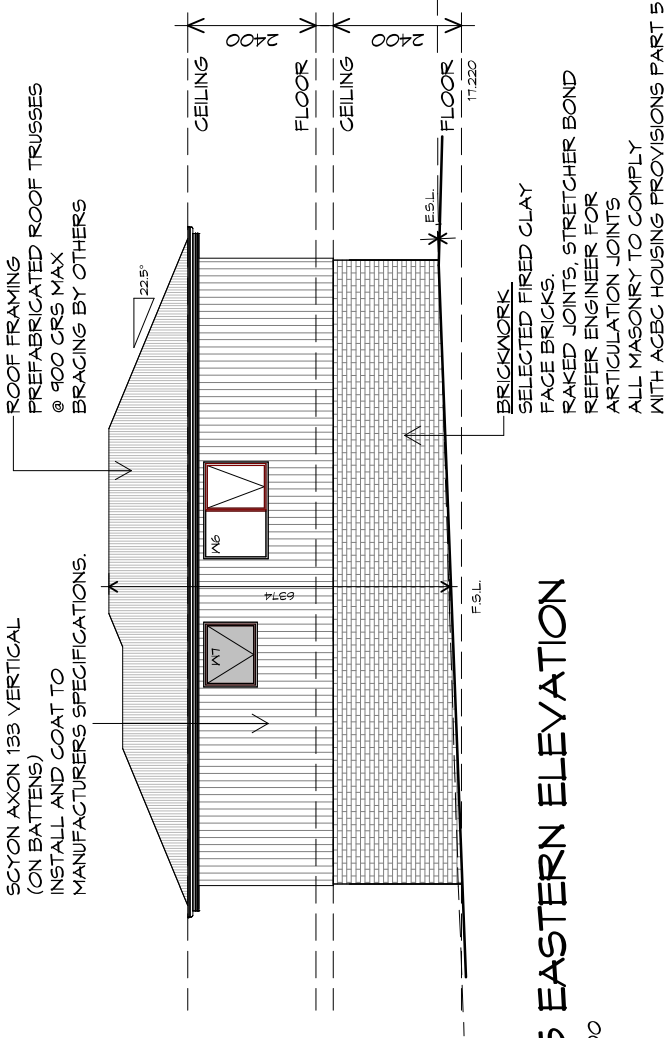 SCYON AXON 133 VERTICAL
(ON BATTENS)
INSTALL AND COAT TO
MANUFACTURERS SPECIFICATIONS.
ROOF FRAMING
PREFABRICATED ROOF TRUSSES
@ 900 CRS MAX
BRACING BY OTHERS
22.5°
CEILING
2400
FLOOR
CEILING
2400
FLOOR
17.220
6374
E.S.L.
F.S.L.
BRICKWORK
SELECTED FIRED CLAY
FACE BRICKS.
RAKED JOINTS, STRETCHER BOND
REFER ENGINEER FOR
ARTICULATION JOINTS
ALL MASONRY TO COMPLY
WITH ACBC HOUSING PROVISIONS PART 5
EASTERN ELEVATION